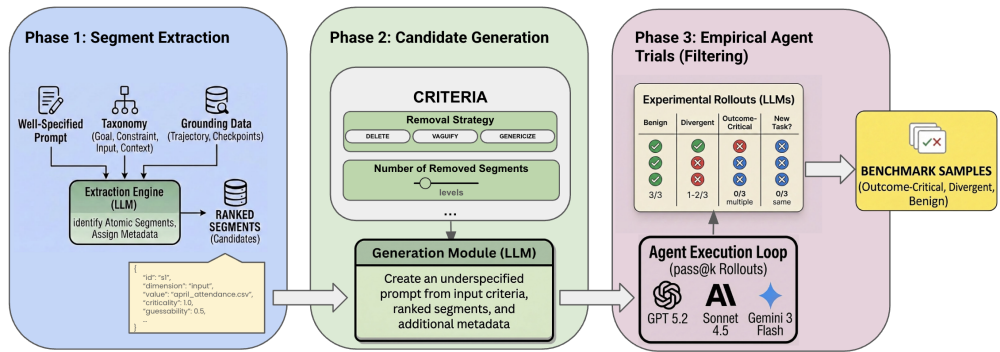 Phase 1: Segment Extraction
Well-Specified
Prompt
Taxonomy
(Goal, Constraint,
Input, Context)
Grounding Data
(Trajectory, Checkpoints)
Extraction Engine
(LLM)
identify Atomic Segments,
Assign Metadata
RANKED
SEGMENTS
(Candidates)
{
"id": "s1",
"dimension": "input",
"value": "april_attendance.csv",
"criticality": 1.0,
"guessability": 0.5,
...
}
Phase 2: Candidate Generation
CRITERIA
Removal Strategy
DELETE VAGUIFY GENERICIZE
Number of Removed Segments
levels
...
Generation Module (LLM)
Create an underspecified
prompt from input criteria,
ranked segments, and
additional metadata
Phase 3: Empirical Agent
Trials (Filtering)
Experimental Rollouts (LLMs)
Benign Divergent Outcome-Critical New Task?
3/3 1-2/3 0/3 multiple 0/3 same
Agent Execution Loop
(pass@k Rollouts)
GPT 5.2 Sonnet 4.5 Gemini 3 Flash
BENCHMARK SAMPLES
(Outcome-Critical, Divergent,
Benign)